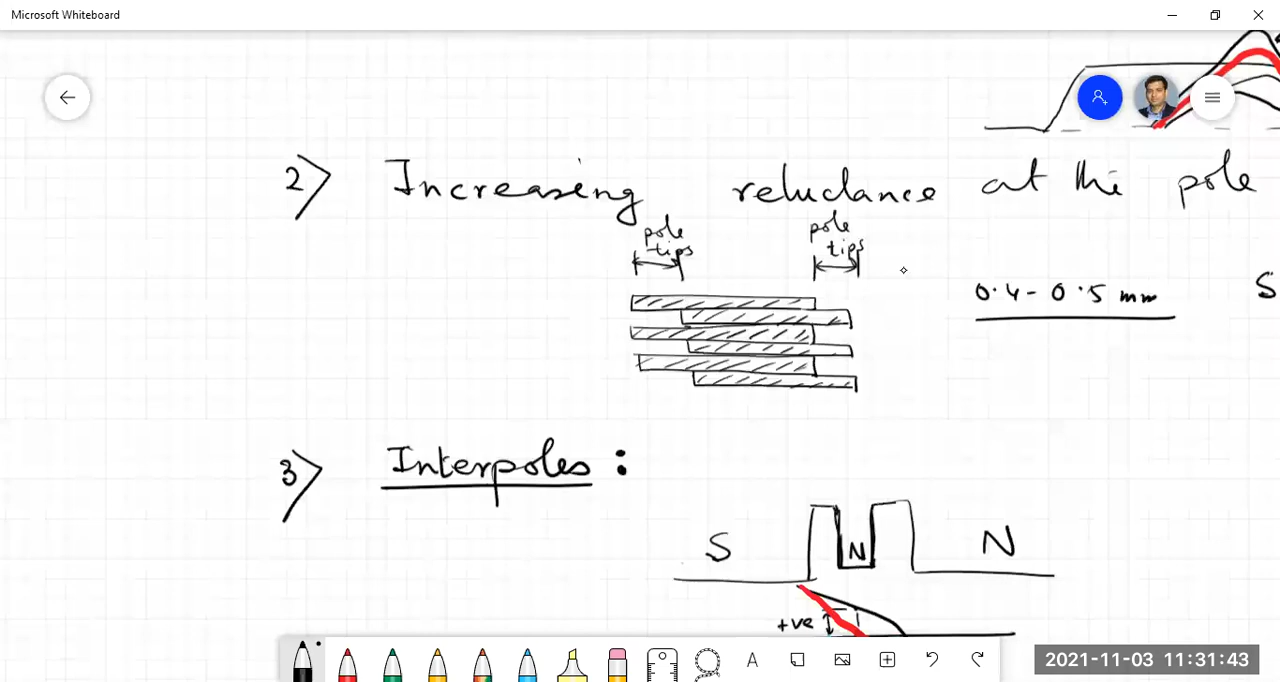 Microsoft Whiteboard
2> Increasing reluctance at the pole
pole tips
pole tips
0.4 - 0.5 mm
S
3> Interpoles :
S N N
+ve
A
2021-11-03 11:31:43